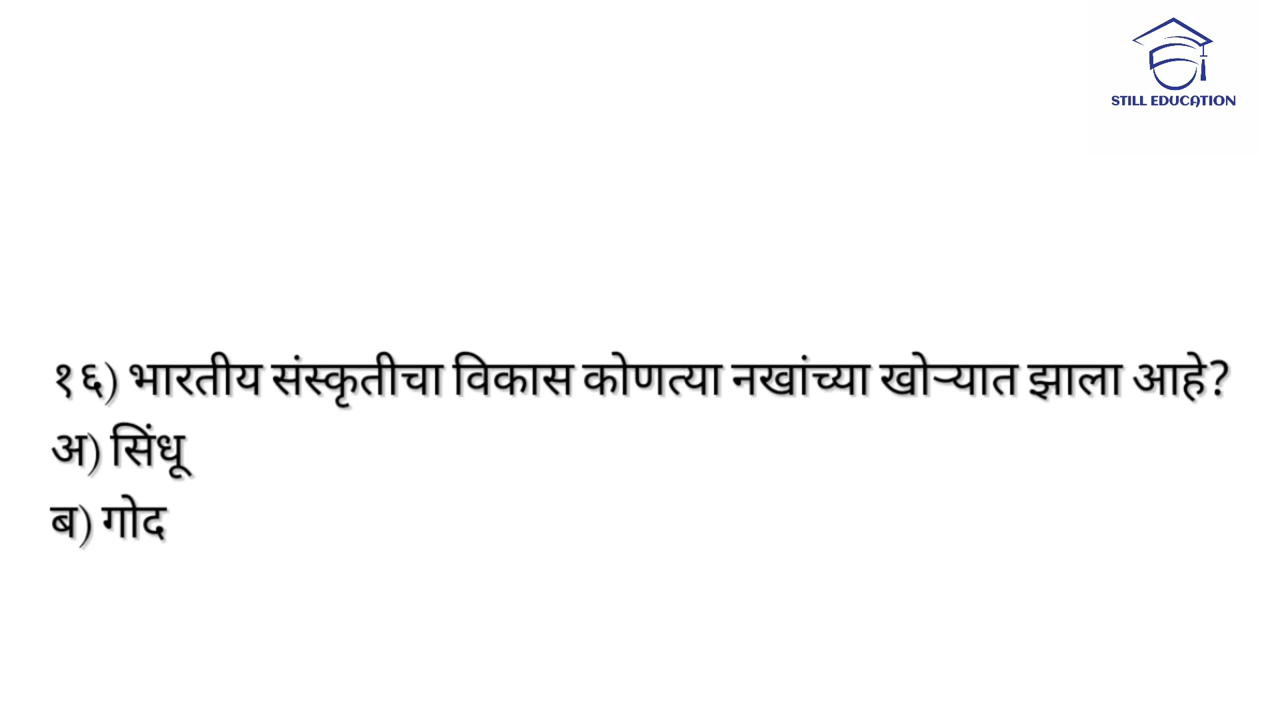 STILL EDUCATION
१६) भारतीय संस्कृतीचा विकास कोणत्या नखांच्या खोऱ्यात झाला आहे?
अ) सिंधू
ब) गोद